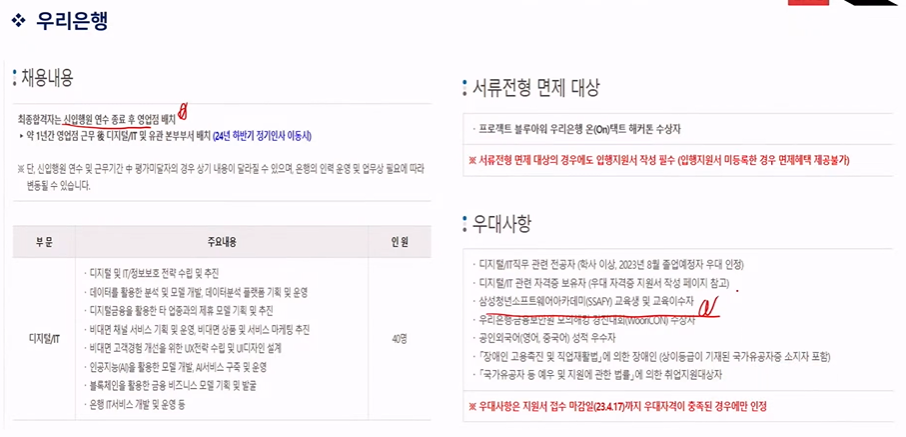 ❖ 우리은행
채용내용
최종합격자는 신입행원 연수 종료 후 영업점 배치
▸ 약 1년간 영업점 근무 後 디지털/IT 및 유관 본부부서 배치 (24년 하반기 정기인사 이동시)
※ 단, 신입행원 연수 및 근무기간 中 평가미달자의 경우 상기 내용이 달라질 수 있으며, 은행의 인력 운영 및 업무상 필요에 따라
변동될 수 있습니다.
부 문 주요내용 인 원
디지털/IT
· 디지털 및 IT/정보보호 전략 수립 및 추진
· 데이터를 활용한 분석 및 모델 개발, 데이터분석 플랫폼 기획 및 운영
· 디지털금융을 활용한 타 업종과의 제휴 모델 기획 및 추진
· 비대면 채널 서비스 기획 및 운영, 비대면 상품 및 서비스 마케팅 추진
· 비대면 고객경험 개선을 위한 UX전략 수립 및 UI디자인 설계
· 인공지능(AI)을 활용한 모델 개발, AI서비스 구축 및 운영
· 블록체인을 활용한 금융 비즈니스 모델 기획 및 발굴
· 은행 IT서비스 개발 및 운영 등
40명
서류전형 면제 대상
· 프로젝트 블루아워 우리은행 온(On)택트 해커톤 수상자
※ 서류전형 면제 대상의 경우에도 입행지원서 작성 필수 (입행지원서 미등록한 경우 면제혜택 제공불가)
우대사항
· 디지털/IT직무 관련 전공자 (학사 이상, 2023년 8월 졸업예정자 우대 인정)
· 디지털/IT 관련 자격증 보유자 (우대 자격증 지원서 작성 페이지 참고)
· 삼성청년소프트웨어아카데미(SSAFY) 교육생 및 교육이수자
· 우리은행/금융보안원 모의해킹 경진대회(WooriCON) 수상자
· 공인외국어(영어, 중국어) 성적 우수자
· 「장애인 고용촉진 및 직업재활법」에 의한 장애인 (상이등급이 기재된 국가유공자증 소지자 포함)
· 「국가유공자 등 예우 및 지원에 관한 법률」에 의한 취업지원대상자
※ 우대사항은 지원서 접수 마감일(23.4.17)까지 우대자격이 충족된 경우에만 인정